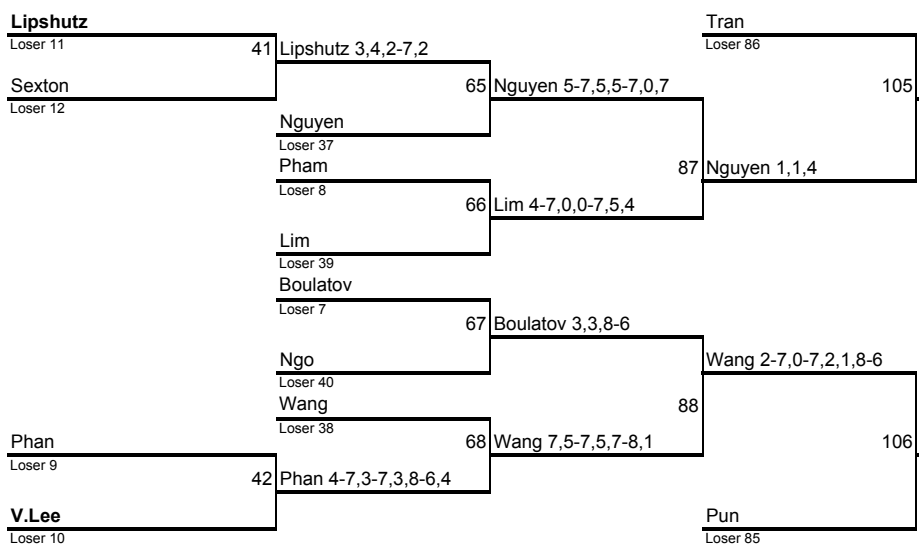 Lipshutz
Loser 11
41 Lipshutz 3,4,2-7,2
Sexton
Loser 12
65 Nguyen 5-7,5,5-7,0,7
Nguyen
Loser 37
Pham
Loser 8
87 Nguyen 1,1,4
66 Lim 4-7,0,0-7,5,4
Lim
Loser 39
Tran
Loser 86
105
Boulatov
Loser 7
67 Boulatov 3,3,8-6
Ngo
Loser 40
Wang
Loser 38
88
Wang 2-7,0-7,2,1,8-6
68 Wang 7,5-7,5,7-8,1
Phan
Loser 9
42 Phan 4-7,3-7,3,8-6,4
V.Lee
Loser 10
106
Pun
Loser 85